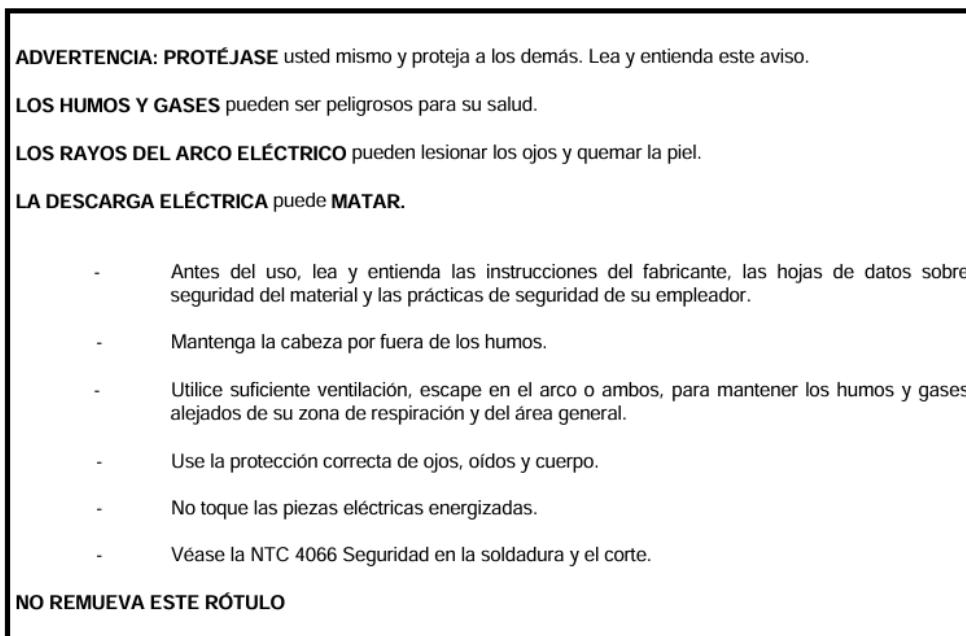 ADVERTENCIA: PROTÉJASE usted mismo y proteja a los demás. Lea y entienda este aviso.
LOS HUMOS Y GASES pueden ser peligrosos para su salud.
LOS RAYOS DEL ARCO ELÉCTRICO pueden lesionar los ojos y quemar la piel.
LA DESCARGA ELÉCTRICA puede MATAR.
- Antes del uso, lea y entienda las instrucciones del fabricante, las hojas de datos sobre
seguridad del material y las prácticas de seguridad de su empleador.
- Mantenga la cabeza por fuera de los humos.
- Utilice suficiente ventilación, escape en el arco o ambos, para mantener los humos y gases
alejados de su zona de respiración y del área general.
- Use la protección correcta de ojos, oídos y cuerpo.
- No toque las piezas eléctricas energizadas.
- Véase la NTC 4066 Seguridad en la soldadura y el corte.
NO REMUEVA ESTE RÓTULO